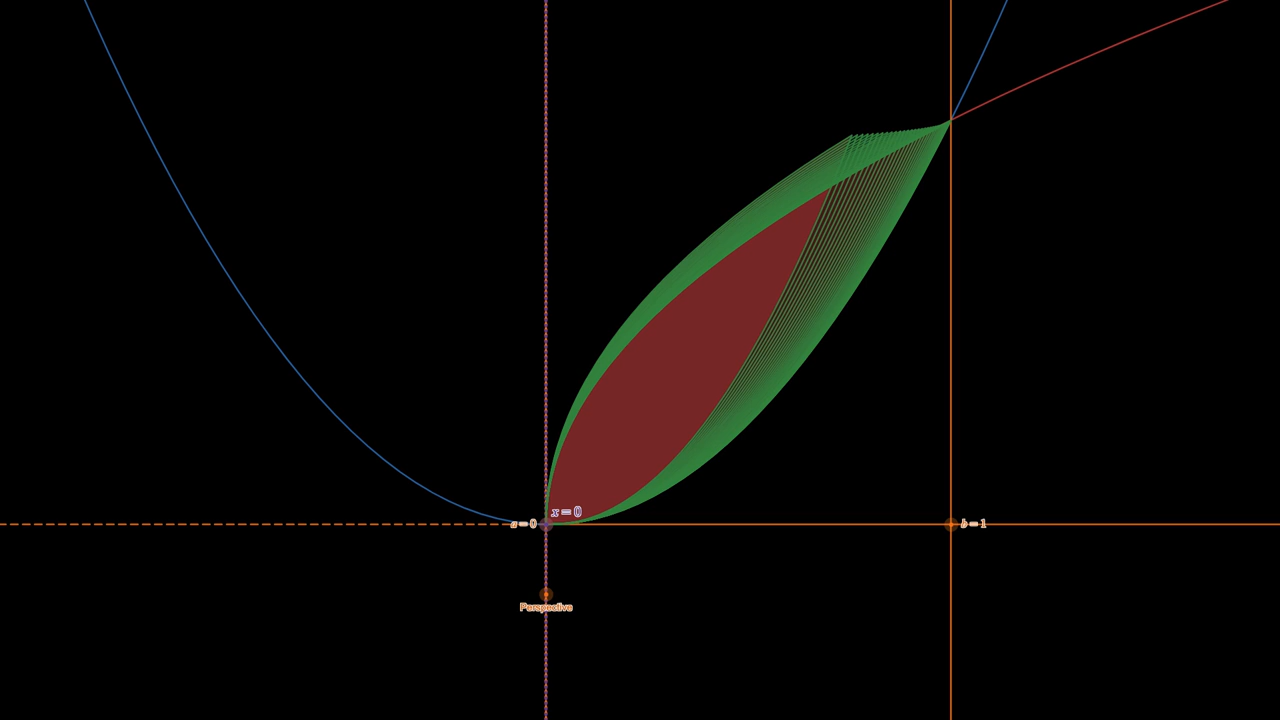 x = 0
a = 0
b = 1
Perspective